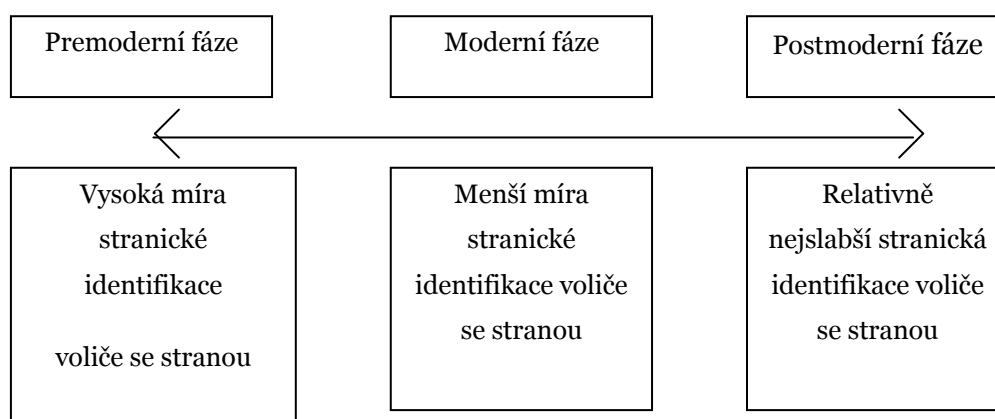 Premoderní fáze
Moderní fáze
Postmoderní fáze
Vysoká míra
stranické
identifikace
voliče se stranou
Menší míra
stranické
identifikace voliče
se stranou
Relativně
nejslabší stranická
identifikace voliče
se stranou